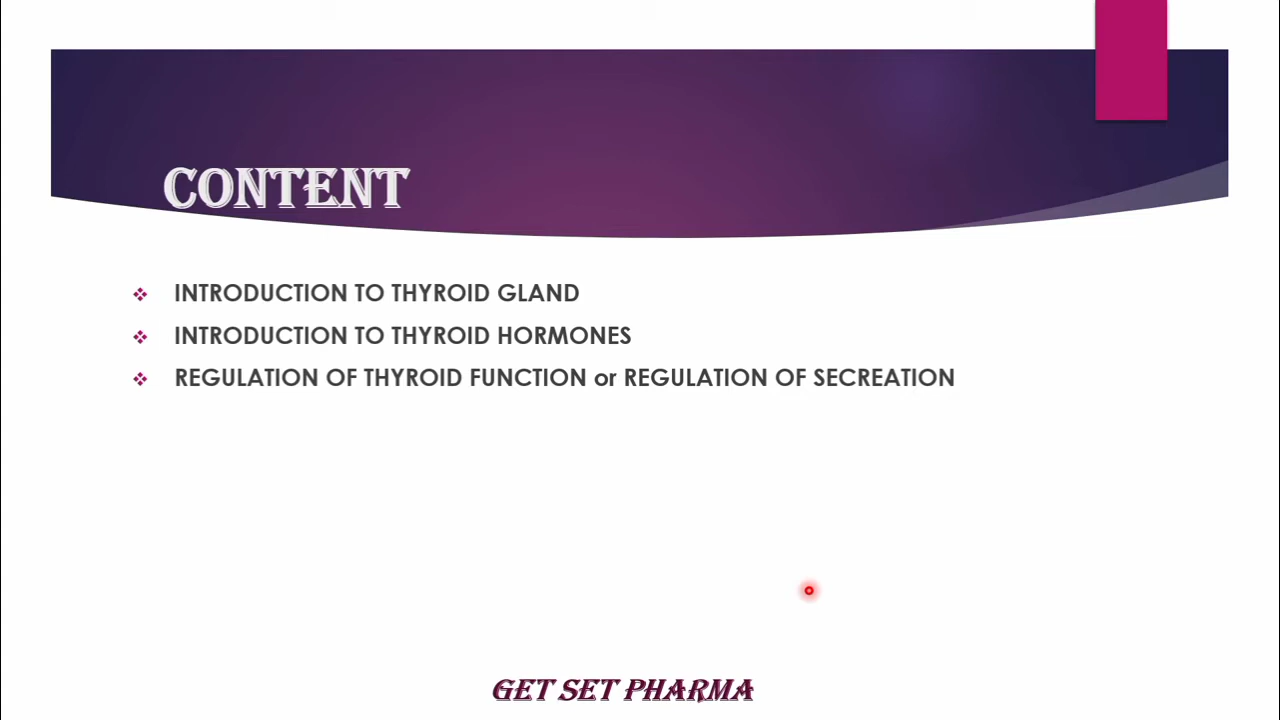 CONTENT
INTRODUCTION TO THYROID GLAND
INTRODUCTION TO THYROID HORMONES
REGULATION OF THYROID FUNCTION or REGULATION OF SECREATION
GET SET PHARMA